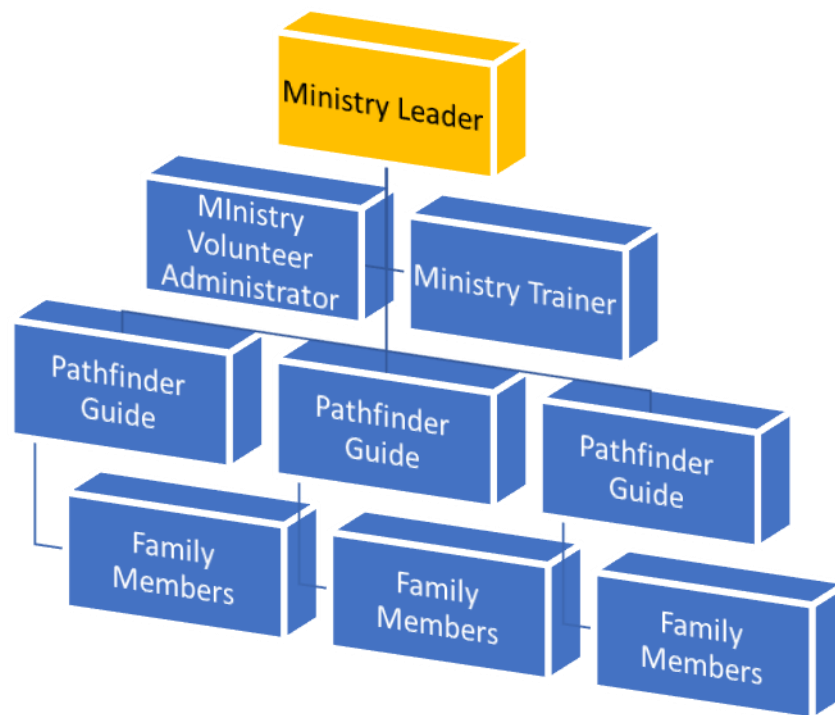 Ministry Leader
MInistry
Volunteer
Administrator
Ministry Trainer
Pathfinder
Guide
Pathfinder
Guide
Pathfinder
Guide
Family
Members
Family
Members
Family
Members